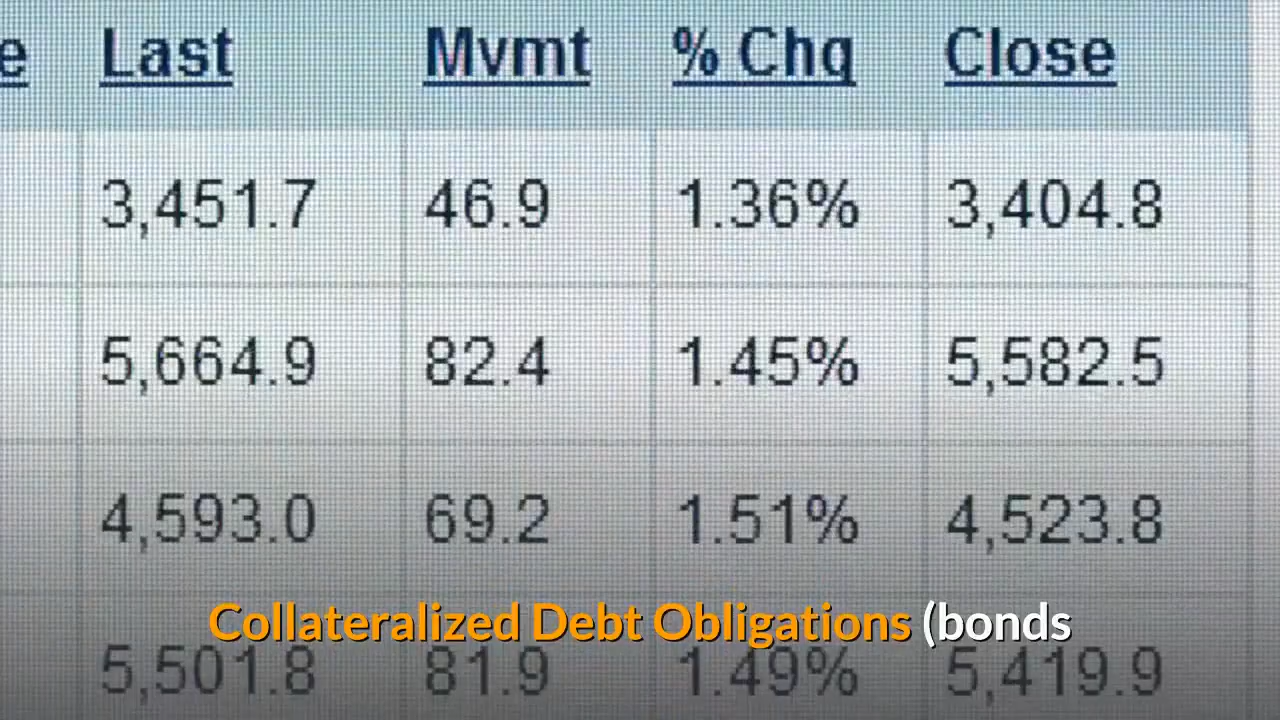 e Last Mvmt % Chg Close
3,451.7 46.9 1.36% 3,404.8
5,664.9 82.4 1.45% 5,582.5
4,593.0 69.2 1.51% 4,523.8
Collateralized Debt Obligations (bonds
5,501.8 81.9 1.49% 5,419.9